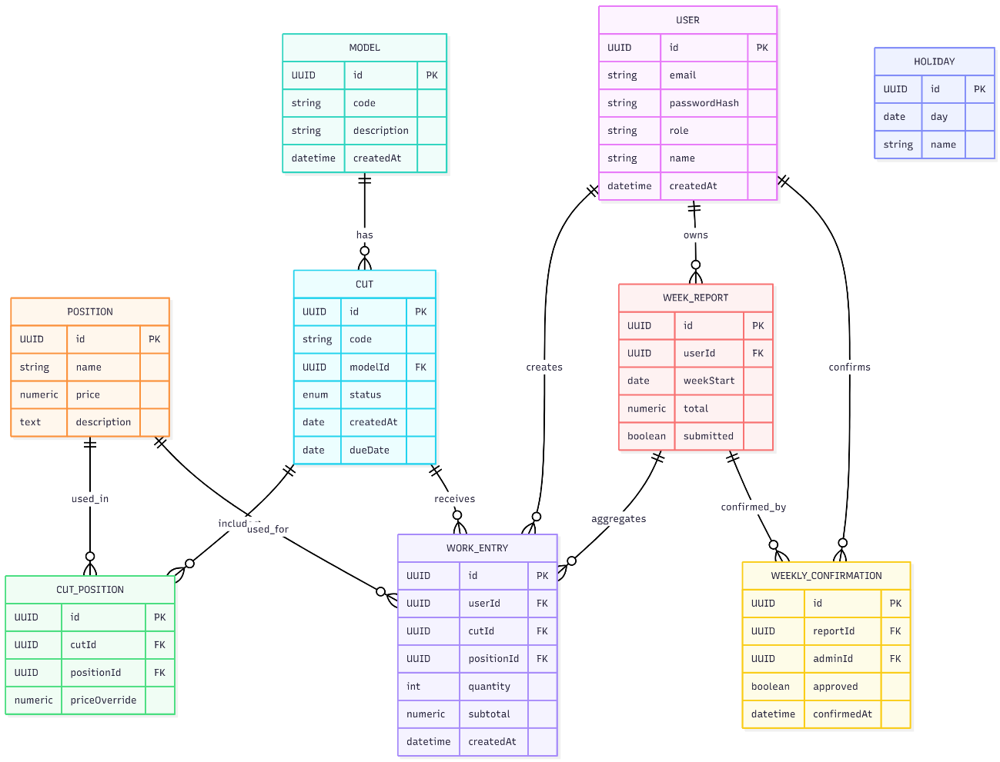 USER
UUID id PK
string email
string passwordHash
string role
string name
datetime createdAt
MODEL
UUID id PK
string code
string description
datetime createdAt
HOLIDAY
UUID id PK
date day
string name
has
owns
CUT
UUID id PK
string code
UUID modelId FK
enum status
date createdAt
date dueDate
WEEK_REPORT
UUID id PK
UUID userId FK
date weekStart
numeric total
boolean submitted
POSITION
UUID id PK
string name
numeric price
text description
creates
confirms
used_in
receives
confirmed_by
aggregates
used_for
WORK_ENTRY
UUID id PK
UUID userId FK
UUID cutId FK
UUID positionId FK
int quantity
numeric subtotal
datetime createdAt
WEEKLY_CONFIRMATION
UUID id PK
UUID reportId FK
UUID adminId FK
boolean approved
datetime confirmedAt
CUT_POSITION
UUID id PK
UUID cutId FK
UUID positionId FK
numeric priceOverride